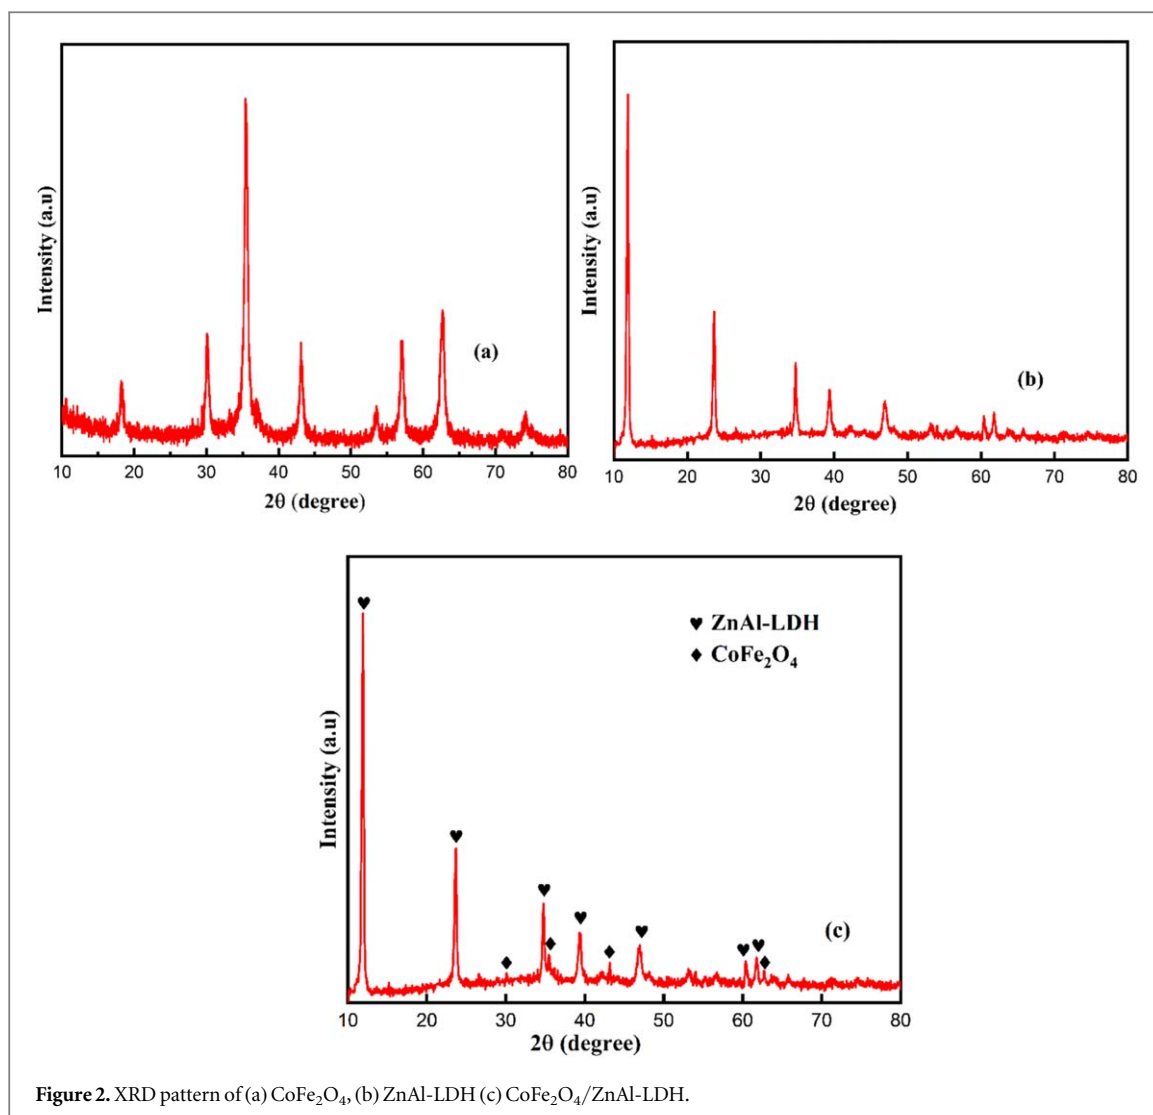 Intensity (a.u)
(a)
10 20 30 40 50 60 70 80
2θ (degree)
Intensity (a.u)
(b)
10 20 30 40 50 60 70 80
2θ (degree)
Intensity (a.u)
♥ ZnAl-LDH
♦ CoFe₂O₄
(c)
10 20 30 40 50 60 70 80
2θ (degree)
Figure 2. XRD pattern of (a) CoFe₂O₄, (b) ZnAl-LDH (c) CoFe₂O₄/ZnAl-LDH.